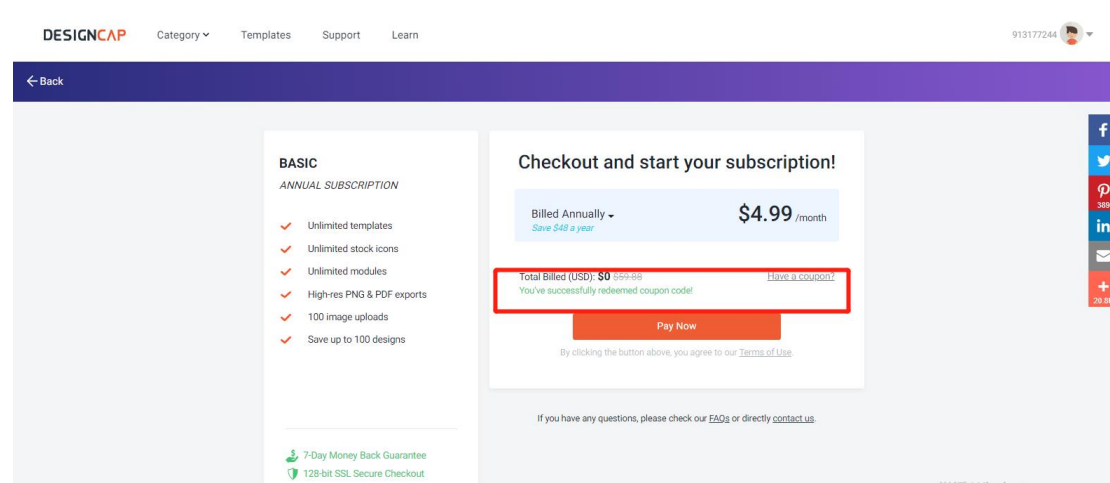 DESIGNCAP Category Templates Support Learn 913177244
Back
BASIC
ANNUAL SUBSCRIPTION
Unlimited templates
Unlimited stock icons
Unlimited modules
High-res PNG & PDF exports
100 image uploads
Save up to 100 designs
7-Day Money Back Guarantee
128-bit SSL Secure Checkout
Checkout and start your subscription!
Billed Annually $4.99 /month
Save $48 a year
Total Billed (USD): $0 $59.88 Have a coupon?
You've successfully redeemed coupon code!
Pay Now
By clicking the button above, you agree to our Terms of Use.
If you have any questions, please check our FAQs or directly contact us.
f
389
in